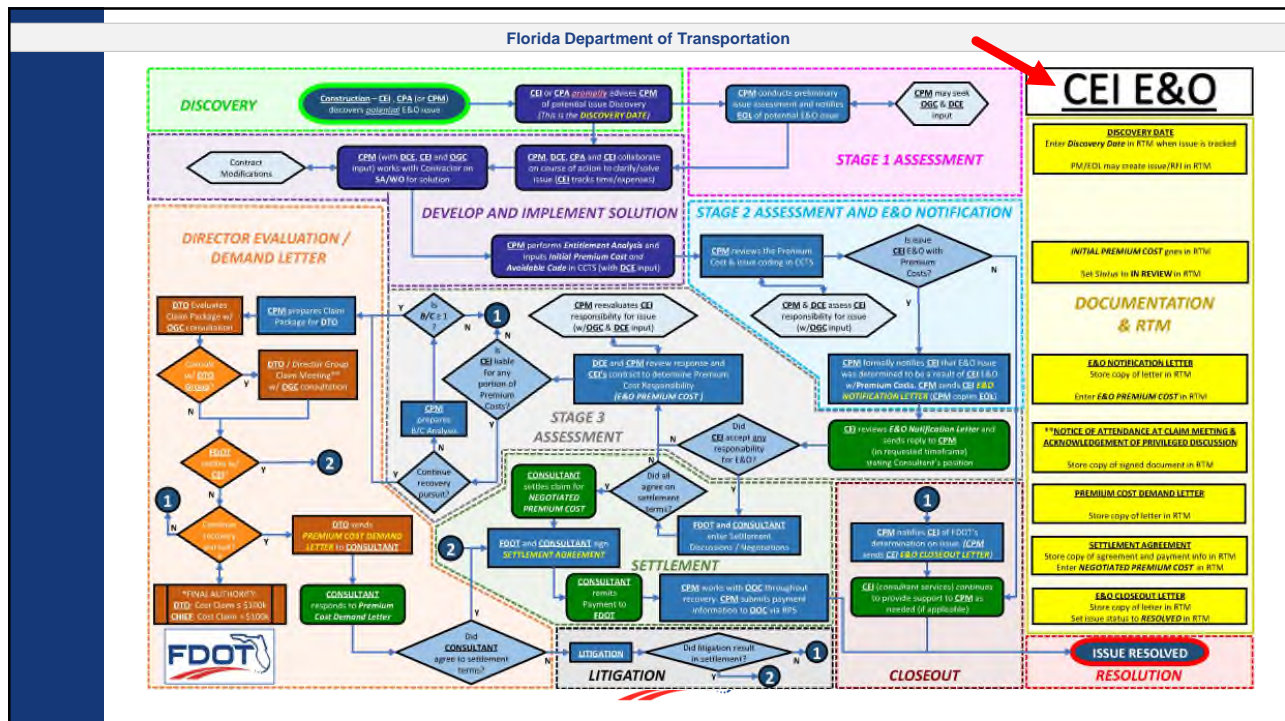 Florida Department of Transportation
DISCOVERY
Construction – CEI , CPA (or CPM)
discovers potential E&O issue
CEI or CPA promptly advises CPM
of potential issue Discovery
(This is the DISCOVERY DATE)
CPM conducts preliminary
issue assessment and notifies
EOL of potential E&O issue
CPM may seek
OGC & DCE
input
STAGE 1 ASSESSMENT
CEI E&O
DISCOVERY DATE
Enter Discovery Date in RTM when issue is tracked
PM/EOL may create issue/RFI in RTM
INITIAL PREMIUM COST goes in RTM
Set Status to IN REVIEW in RTM
DOCUMENTATION
& RTM
E&O NOTIFICATION LETTER
Store copy of letter in RTM
Enter E&O PREMIUM COST in RTM
**NOTICE OF ATTENDANCE AT CLAIM MEETING &
ACKNOWLEDGEMENT OF PRIVILEGED DISCUSSION
Store copy of signed document in RTM
PREMIUM COST DEMAND LETTER
Store copy of letter in RTM
SETTLEMENT AGREEMENT
Store copy of agreement and payment info in RTM
Enter NEGOTIATED PREMIUM COST in RTM
E&O CLOSEOUT LETTER
Store copy of letter in RTM
Set issue status to RESOLVED in RTM
ISSUE RESOLVED
RESOLUTION
Contract
Modifications
CPM (with DCE, CEI and OGC
input) works with Contractor on
SA/WO for solution
CPM, DCE, CPA and CEI collaborate
on course of action to clarify/solve
issue (CEI tracks time/expenses)
DEVELOP AND IMPLEMENT SOLUTION
CPM performs Entitlement Analysis and
inputs Initial Premium Cost and
Avoidable Code in CCTS (with DCE input)
STAGE 2 ASSESSMENT AND E&O NOTIFICATION
CPM reviews the Premium
Cost & issue coding in CCTS
Is issue
CEI E&O with
Premium
Costs?
N
Y
CPM & DCE assess CEI
responsibility for issue
(w/OGC input)
CPM formally notifies CEI that E&O issue
was determined to be a result of CEI E&O
w/Premium Costs. CPM sends CEI E&O
NOTIFICATION LETTER (CPM copies EOL)
CEI reviews E&O Notification Letter and
sends reply to CPM
(in requested timeframe)
stating Consultant's position
DIRECTOR EVALUATION /
DEMAND LETTER
DTO Evaluates
Claim Package w/
OGC consultation
CPM prepares Claim
Package for DTO
Consult
w/ DTO
Group?
Y
N
DTO / Director Group
Claim Meeting**
w/ OGC consultation
FDOT
settles w/
CEI
Y
2
N
1
N
Continue
recovery
pursuit?
Y
DTO sends
PREMIUM COST DEMAND
LETTER to CONSULTANT
*FINAL AUTHORITY:
DTO: Cost Claim ≤ $100k
CHIEF: Cost Claim > $100k
CONSULTANT
responds to Premium
Cost Demand Letter
FDOT
Did
CONSULTANT
agree to settlement
terms?
Y
N
Is
B/C ≥ 1
?
Y
N
1
N
Is
CEI liable
for any
portion of
Premium
Costs?
Y
CPM
prepares
B/C Analysis
Continue
recovery
pursuit?
Y
Y
CPM reevaluates CEI
responsibility for issue
(w/OGC & DCE input)
DCE and CPM review response and
CEI's contract to determine Premium
Cost Responsibility
(E&O PREMIUM COST )
STAGE 3
ASSESSMENT
Did
CEI accept any
responsibility
for E&O?
N
Y
CONSULTANT
settles claim for
NEGOTIATED
PREMIUM COST
Did all
agree on
settlement
terms?
Y
N
FDOT and CONSULTANT
enter Settlement
Discussions / Negotiations
2
FDOT and CONSULTANT sign
SETTLEMENT AGREEMENT
SETTLEMENT
CONSULTANT
remits
Payment to
FDOT
CPM works with OOC throughout
recovery. CPM submits payment
information to OOC via RPS
LITIGATION
Did litigation result
in settlement?
N
1
Y
2
LITIGATION
1
CPM notifies CEI of FDOT's
determination on issue. (CPM
sends CEI E&O CLOSEOUT LETTER)
CEI (consultant services) continues
to provide support to CPM as
needed (if applicable)
CLOSEOUT